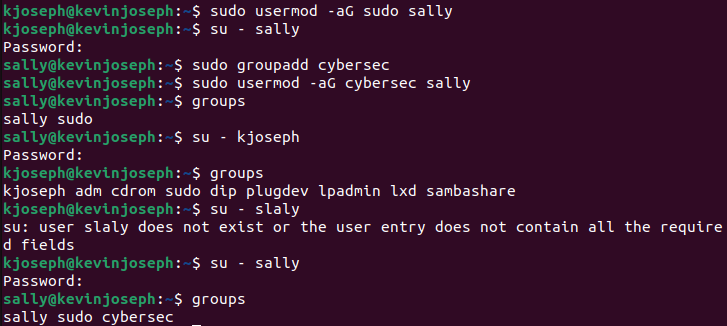 kjoseph@kevinjoseph:~$ sudo usermod -aG sudo sally
kjoseph@kevinjoseph:~$ su - sally
Password:
sally@kevinjoseph:~$ sudo groupadd cybersec
sally@kevinjoseph:~$ sudo usermod -aG cybersec sally
sally@kevinjoseph:~$ groups
sally sudo
sally@kevinjoseph:~$ su - kjoseph
Password:
kjoseph@kevinjoseph:~$ groups
kjoseph adm cdrom sudo dip plugdev lpadmin lxd sambashare
kjoseph@kevinjoseph:~$ su - slaly
su: user slaly does not exist or the user entry does not contain all the require
d fields
kjoseph@kevinjoseph:~$ su - sally
Password:
sally@kevinjoseph:~$ groups
sally sudo cybersec